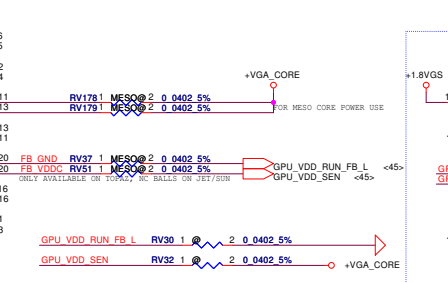 +VGA_CORE
+1.8VGS
11 RV178 1 MESO@ 2 0_0402_5%
13 RV179 1 MESO@ 2 0_0402_5%
FOR MESO CORE POWER USE
13
11
20 FB_GND RV37 1 MESO@ 2 0_0402_5%
GPU_VDD_RUN_FB_L <45>
20 FB_VDDC RV51 1 MESO@ 2 0_0402_5%
GPU_VDD_SEN <45>
ONLY AVAILABLE ON TOPAZ, NC BALLS ON JET/SUN
16
16
GPU_VDD_RUN_FB_L RV30 1 @ 2 0_0402_5%
GPU_VDD_SEN RV32 1 @ 2 0_0402_5%
+VGA_CORE